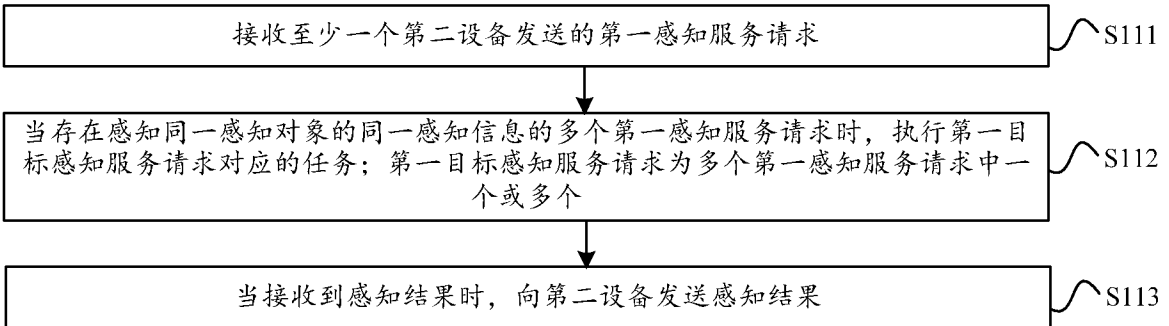 接收至少一个第二设备发送的第一感知服务请求
S111
当存在感知同一感知对象的同一感知信息的多个第一感知服务请求时，执行第一目
标感知服务请求对应的任务；第一目标感知服务请求为多个第一感知服务请求中一
个或多个
S112
当接收到感知结果时，向第二设备发送感知结果
S113